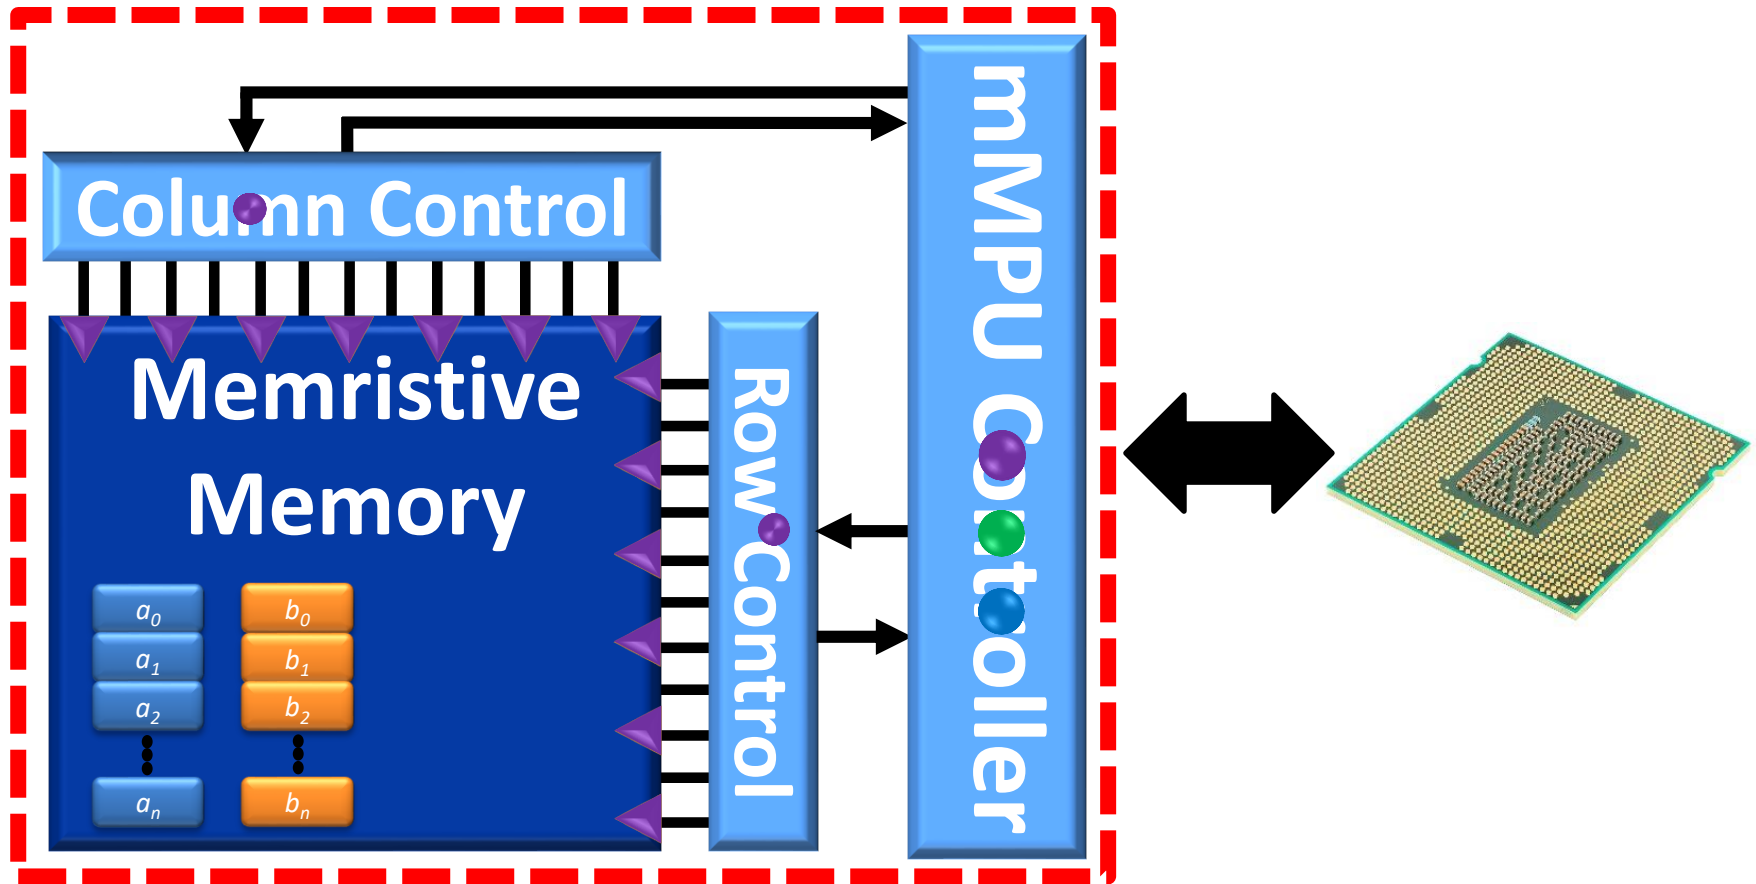 mMPU Controller
Column Control
Memristive
Memory
Row Control
a0
b0
a1
b1
a2
b2
an
bn